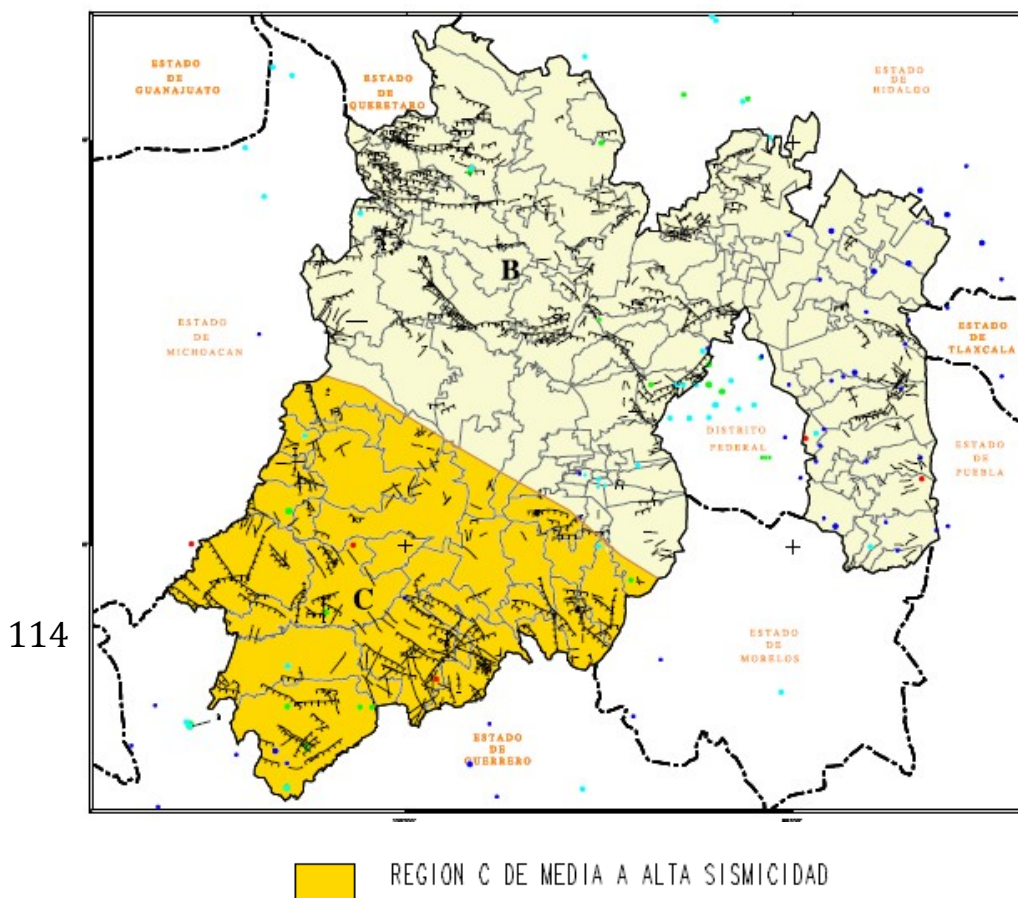 ESTADO
DE
GUANAJUATO
ESTADO
DE
QUERETARO
ESTADO
DE
HIDALGO
B
ESTADO
DE
MICHOACAN
ESTADO
DE
TLAXCALA
DISTRITO
FEDERAL
ESTADO
DE
PUEBLA
C
114
ESTADO
DE
MORELOS
ESTADO
DE
GUERRERO
REGION C DE MEDIA A ALTA SISMICIDAD